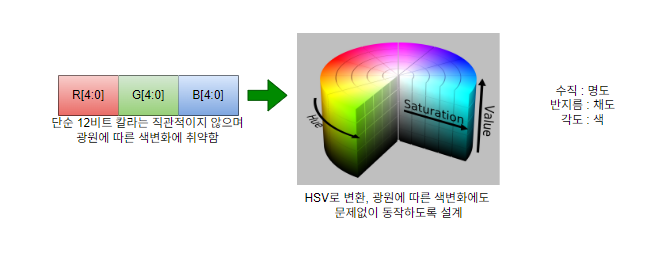 R[4:0] G[4:0] B[4:0]
단순 12비트 칼라는 직관적이지 않으며
광원에 따른 색변화에 취약함
Hue
Saturation
Value
HSV로 변환, 광원에 따른 색변화에도
문제없이 동작하도록 설계
수직 : 명도
반지름 : 채도
각도 : 색